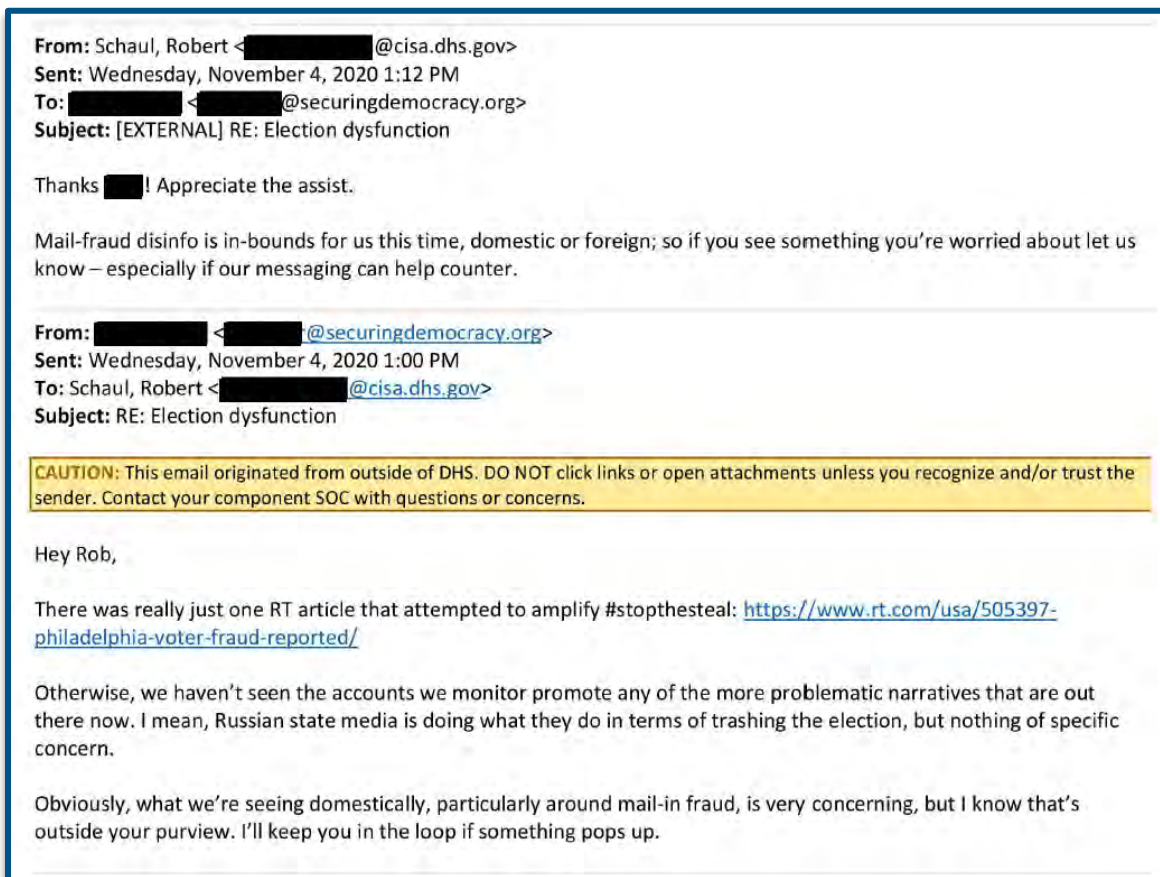 From: Schaul, Robert < @cisa.dhs.gov>
Sent: Wednesday, November 4, 2020 1:12 PM
To: < @securingdemocracy.org>
Subject: [EXTERNAL] RE: Election dysfunction
Thanks ! Appreciate the assist.
Mail-fraud disinfo is in-bounds for us this time, domestic or foreign; so if you see something you’re worried about let us
know – especially if our messaging can help counter.
From: < @securingdemocracy.org>
Sent: Wednesday, November 4, 2020 1:00 PM
To: Schaul, Robert < @cisa.dhs.gov>
Subject: RE: Election dysfunction
CAUTION: This email originated from outside of DHS. DO NOT click links or open attachments unless you recognize and/or trust the
sender. Contact your component SOC with questions or concerns.
Hey Rob,
There was really just one RT article that attempted to amplify #stopthesteal: https://www.rt.com/usa/505397-
philadelphia-voter-fraud-reported/
Otherwise, we haven’t seen the accounts we monitor promote any of the more problematic narratives that are out
there now. I mean, Russian state media is doing what they do in terms of trashing the election, but nothing of specific
concern.
Obviously, what we’re seeing domestically, particularly around mail-in fraud, is very concerning, but I know that’s
outside your purview. I’ll keep you in the loop if something pops up.